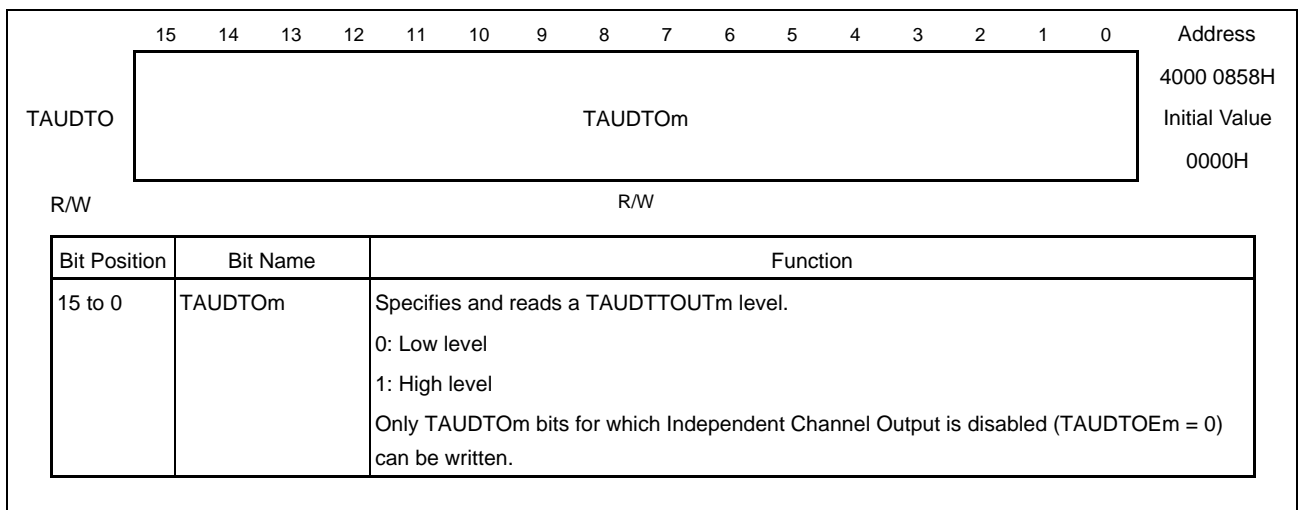 15 14 13 12 11 10 9 8 7 6 5 4 3 2 1 0 Address
4000 0858H
TAUDTO TAUDTOm Initial Value
0000H
R/W R/W
Bit Position Bit Name Function
15 to 0 TAUDTOm Specifies and reads a TAUDTTOUTm level.
0: Low level
1: High level
Only TAUDTOm bits for which Independent Channel Output is disabled (TAUDTOEm = 0)
can be written.